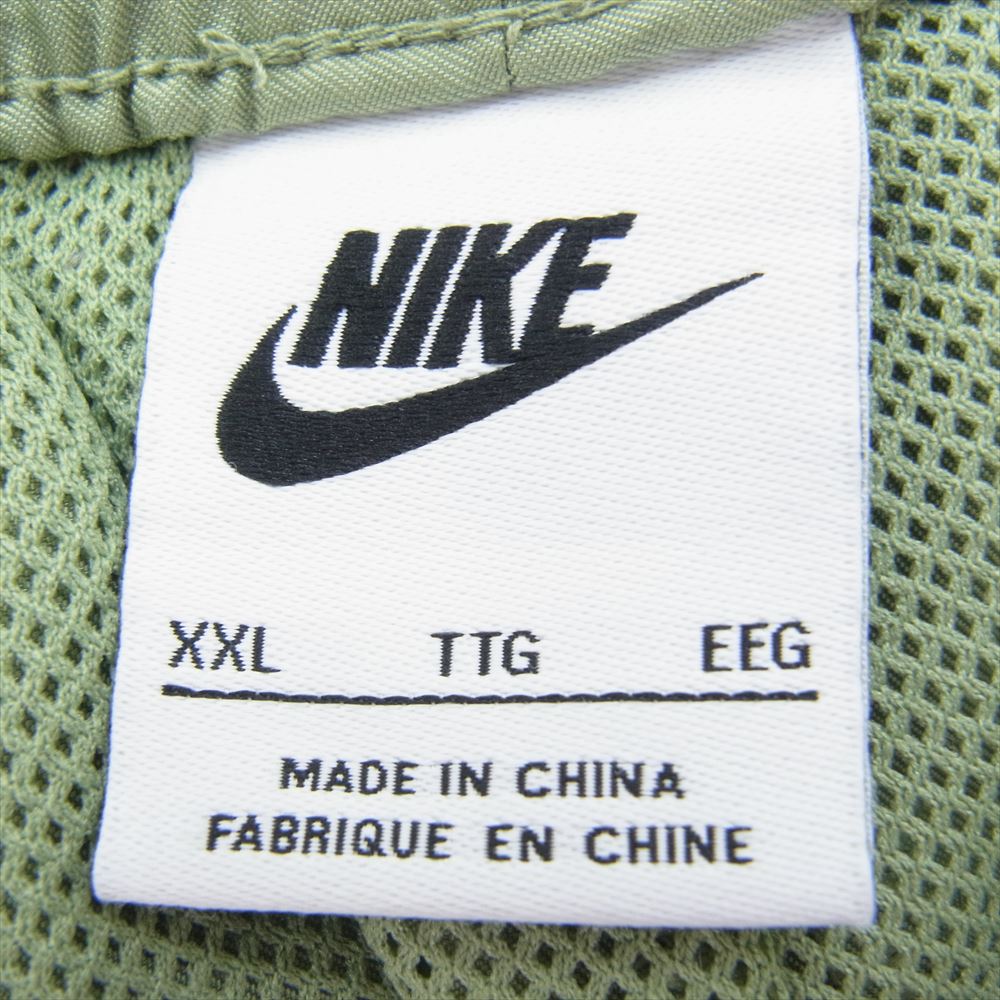 NIKE
XXL TTG EEG
MADE IN CHINA
FABRIQUE EN CHINE